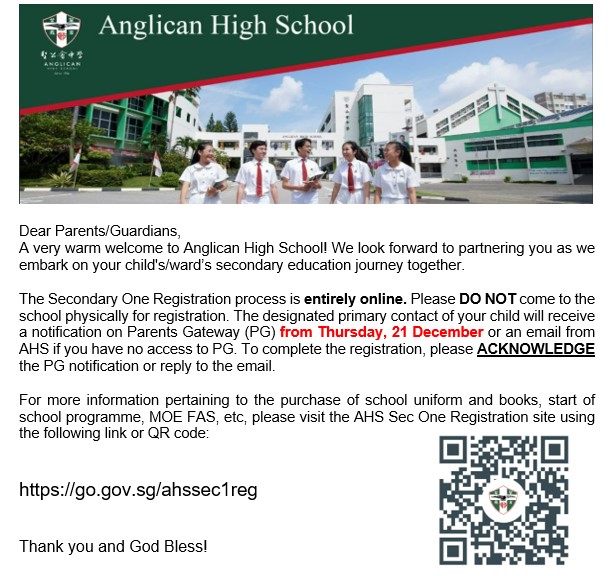 Anglican High School
聖公會中學
ANGLICAN
HIGH SCHOOL
ANGLICAN HIGH SCHOOL
Dear Parents/Guardians,
A very warm welcome to Anglican High School! We look forward to partnering you as we
embark on your child's/ward’s secondary education journey together.
The Secondary One Registration process is entirely online. Please DO NOT come to the
school physically for registration. The designated primary contact of your child will receive
a notification on Parents Gateway (PG) from Thursday, 21 December or an email from
AHS if you have no access to PG. To complete the registration, please ACKNOWLEDGE
the PG notification or reply to the email.
For more information pertaining to the purchase of school uniform and books, start of
school programme, MOE FAS, etc, please visit the AHS Sec One Registration site using
the following link or QR code:
https://go.gov.sg/ahssec1reg
Thank you and God Bless!